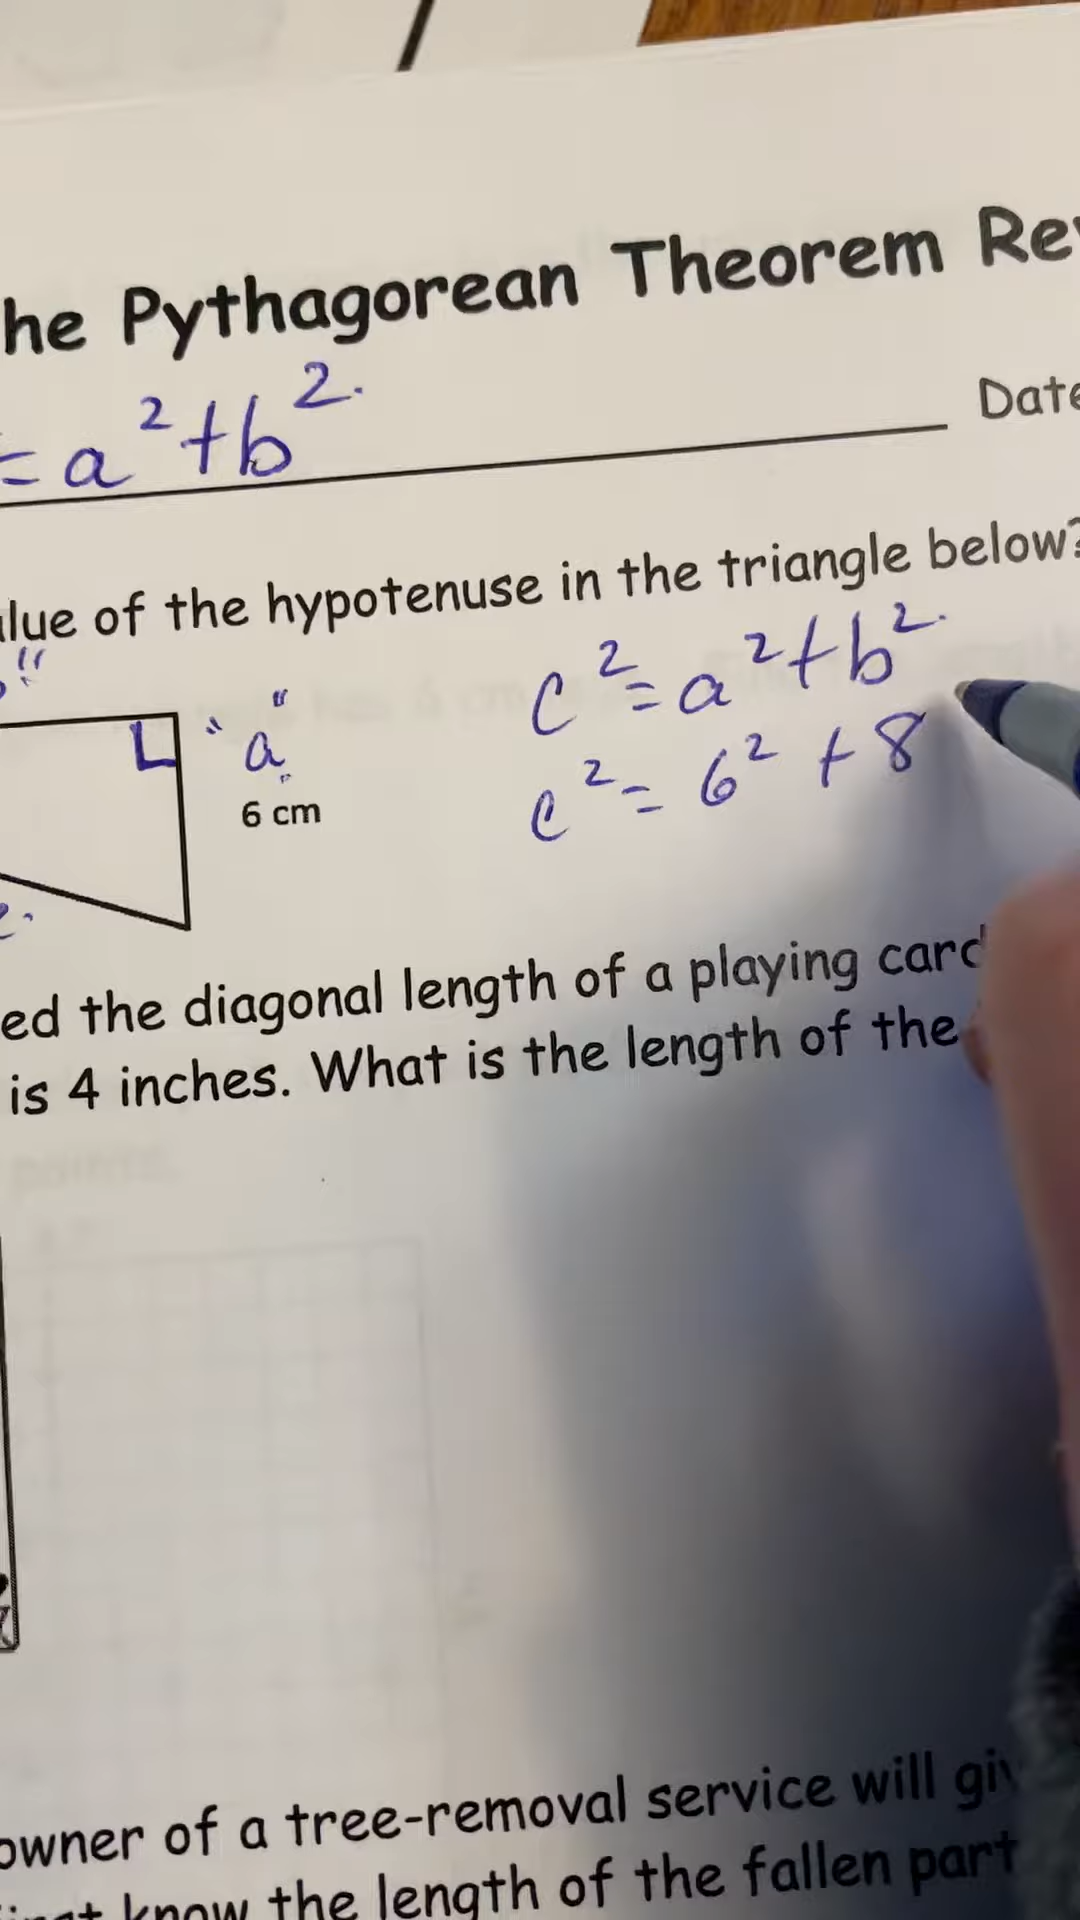 he Pythagorean Theorem Re
= a²+b².
Date
lue of the hypotenuse in the triangle below?
c²=a²+b².
"a"
c²= 6² + 8
6 cm
ed the diagonal length of a playing card
is 4 inches. What is the length of the
owner of a tree-removal service will giv
know the length of the fallen part